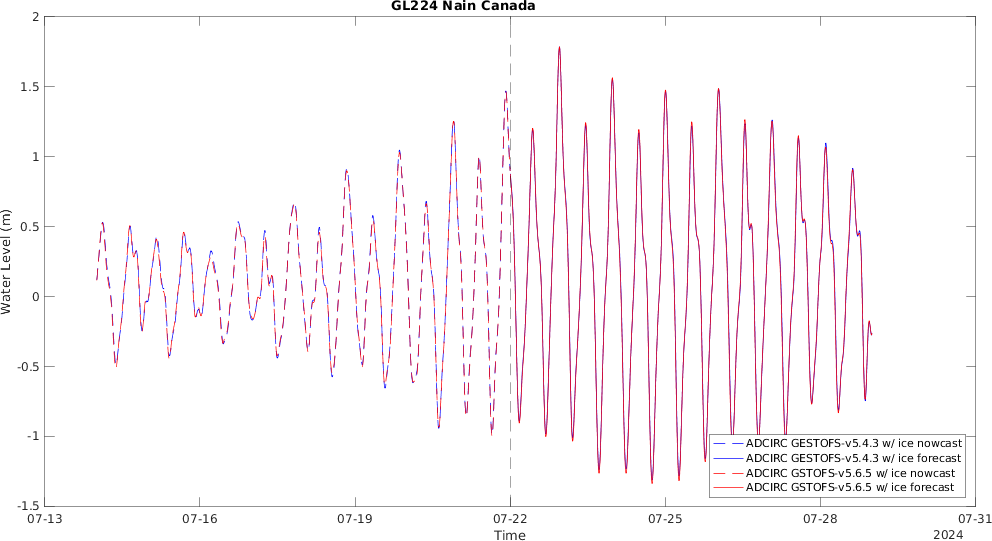 GL224 Nain Canada
2
1.5
1
0.5
0
-0.5
-1
-1.5
Water Level (m)
ADCIRC GESTOFS-v5.4.3 w/ ice nowcast
ADCIRC GESTOFS-v5.4.3 w/ ice forecast
ADCIRC GSTOFS-v5.6.5 w/ ice nowcast
ADCIRC GSTOFS-v5.6.5 w/ ice forecast
07-13 07-16 07-19 07-22 07-25 07-28 07-31
Time
2024